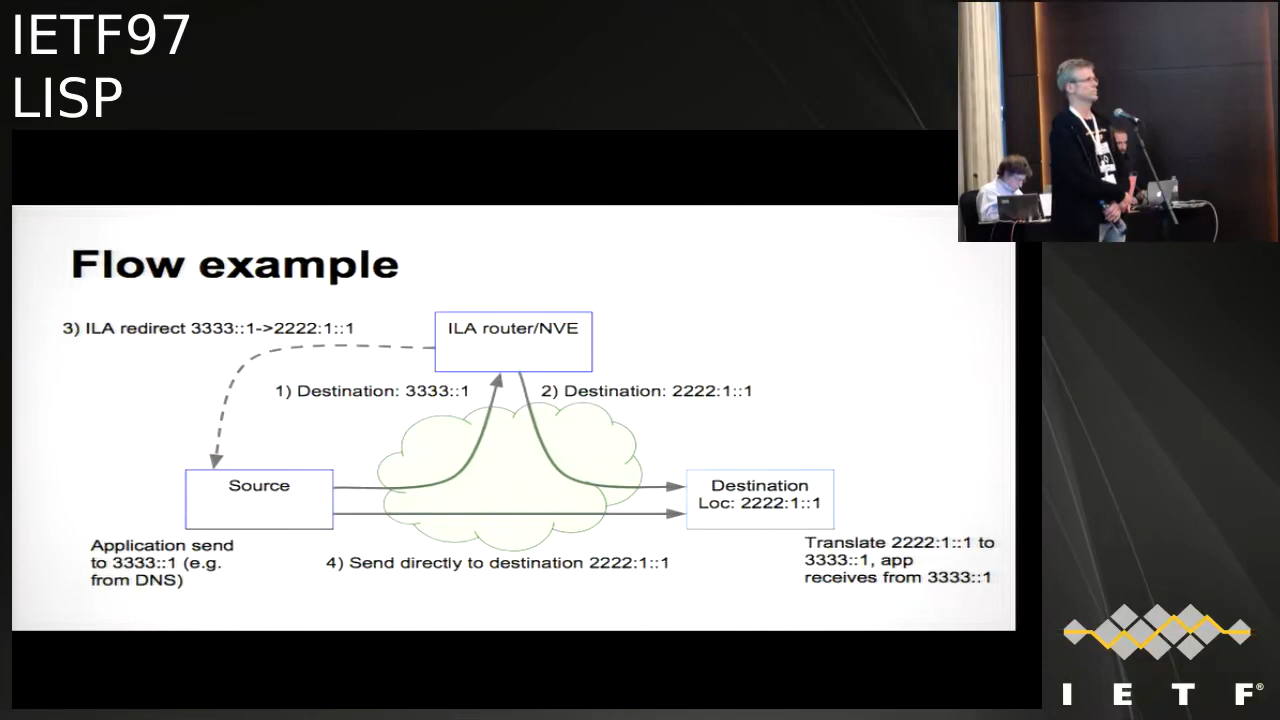 IETF97
LISP
Flow example
3) ILA redirect 3333::1->2222:1::1
ILA router/NVE
1) Destination: 3333::1
2) Destination: 2222:1::1
Source
Destination
Loc: 2222:1::1
Application send
to 3333::1 (e.g.
from DNS)
4) Send directly to destination 2222:1::1
Translate 2222:1::1 to
3333::1, app
receives from 3333::1
I E T F®